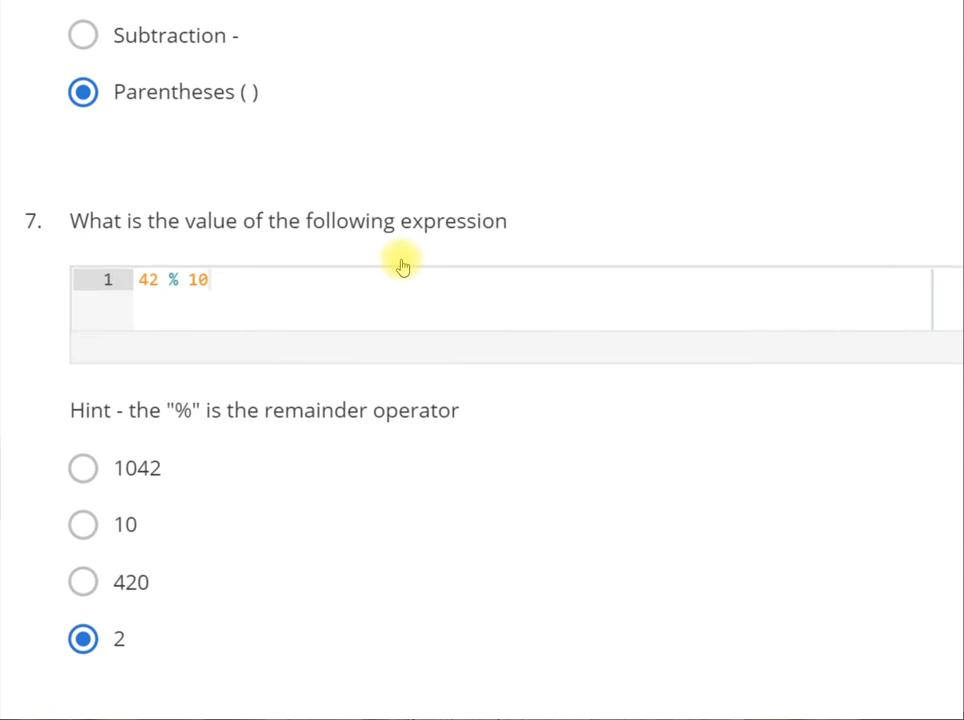 Subtraction -
Parentheses ( )
7. What is the value of the following expression
1 42 % 10
Hint - the "%" is the remainder operator
1042
10
420
2